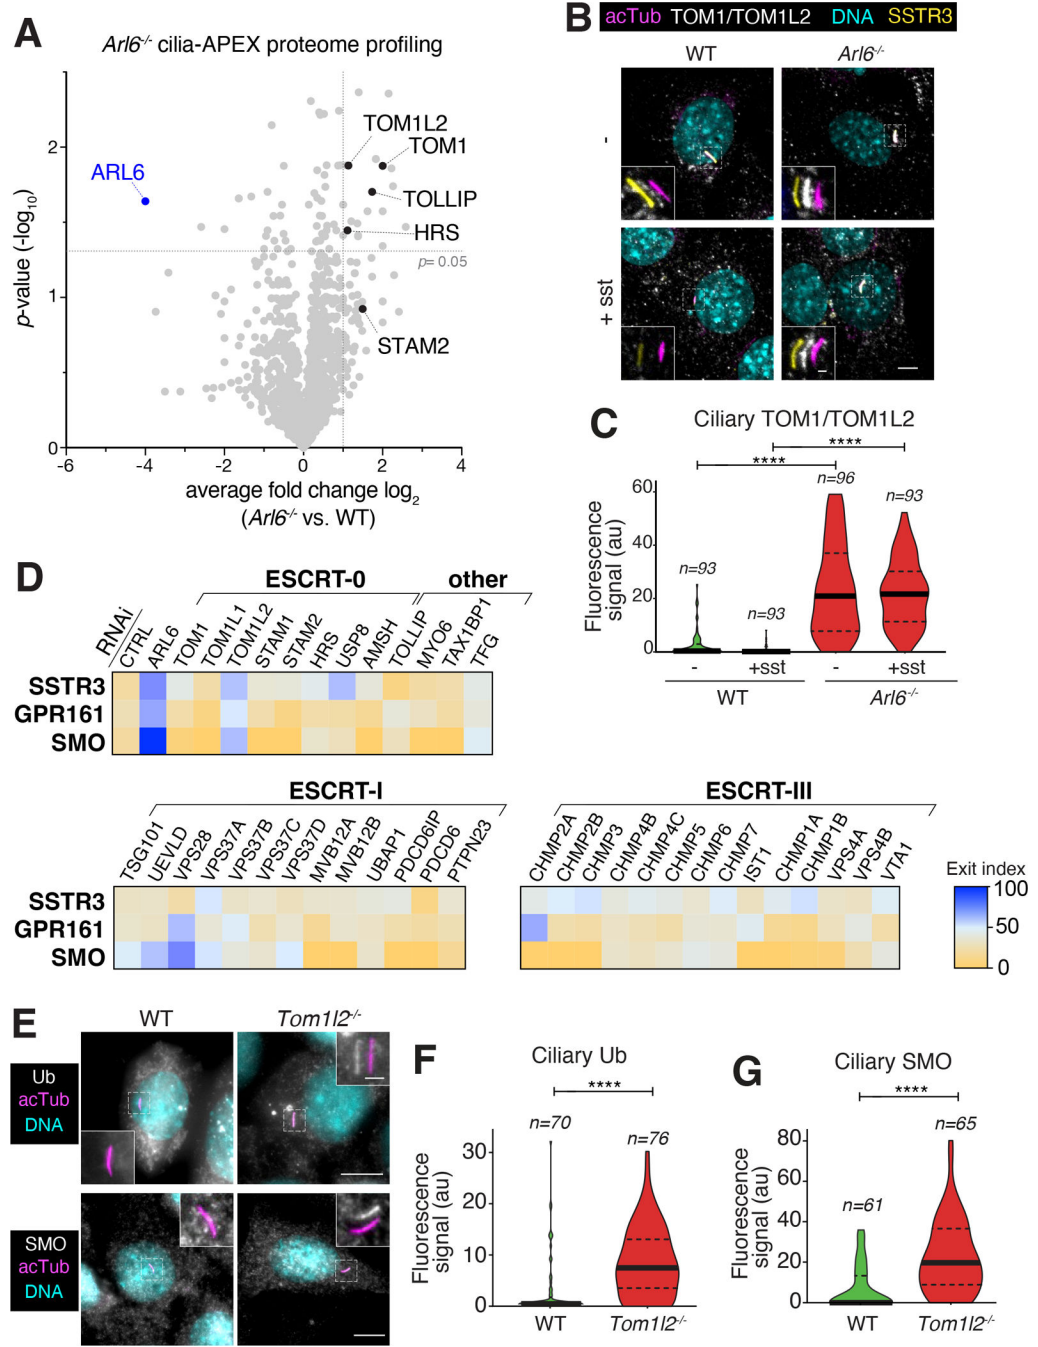 A
Arl6-/- cilia-APEX proteome profiling
p-value (-log10)
2
1
0
ARL6
TOM1L2
TOM1
TOLLIP
HRS
p= 0.05
STAM2
-6 -4 -2 0 2 4
average fold change log2
(Arl6-/- vs. WT)
B
acTub TOM1/TOM1L2 DNA SSTR3
WT Arl6-/-
-
+ sst
C
Ciliary TOM1/TOM1L2
****
****
n=96
n=93
n=93
n=93
Fluorescence
signal (au)
60
40
20
0
- +sst - +sst
WT Arl6-/-
D
ESCRT-0 other
RNAi CTRL ARL6 TOM1 TOM1L1 TOM1L2 STAM1 STAM2 HRS USP8 AMSH TOLLIP MYO6 TAX1BP1 TFG
SSTR3
GPR161
SMO
ESCRT-I
TSG101 UEVLD VPS28 VPS37A VPS37B VPS37C VPS37D MVB12A MVB12B UBAP1 PDCD6IP PDCD6 PTPN23
SSTR3
GPR161
SMO
ESCRT-III
CHMP2A CHMP2B CHMP3 CHMP4B CHMP4C CHMP5 CHMP6 CHMP7 IST1 CHMP1A CHMP1B VPS4A VPS4B VTA1
Exit index
100
50
0
E
WT Tom1l2-/-
Ub
acTub
DNA
SMO
acTub
DNA
F
Ciliary Ub
****
n=70
n=76
Fluorescence
signal (au)
30
20
10
0
WT Tom1l2-/-
G
Ciliary SMO
****
n=65
n=61
Fluorescence
signal (au)
80
60
40
20
0
WT Tom1l2-/-